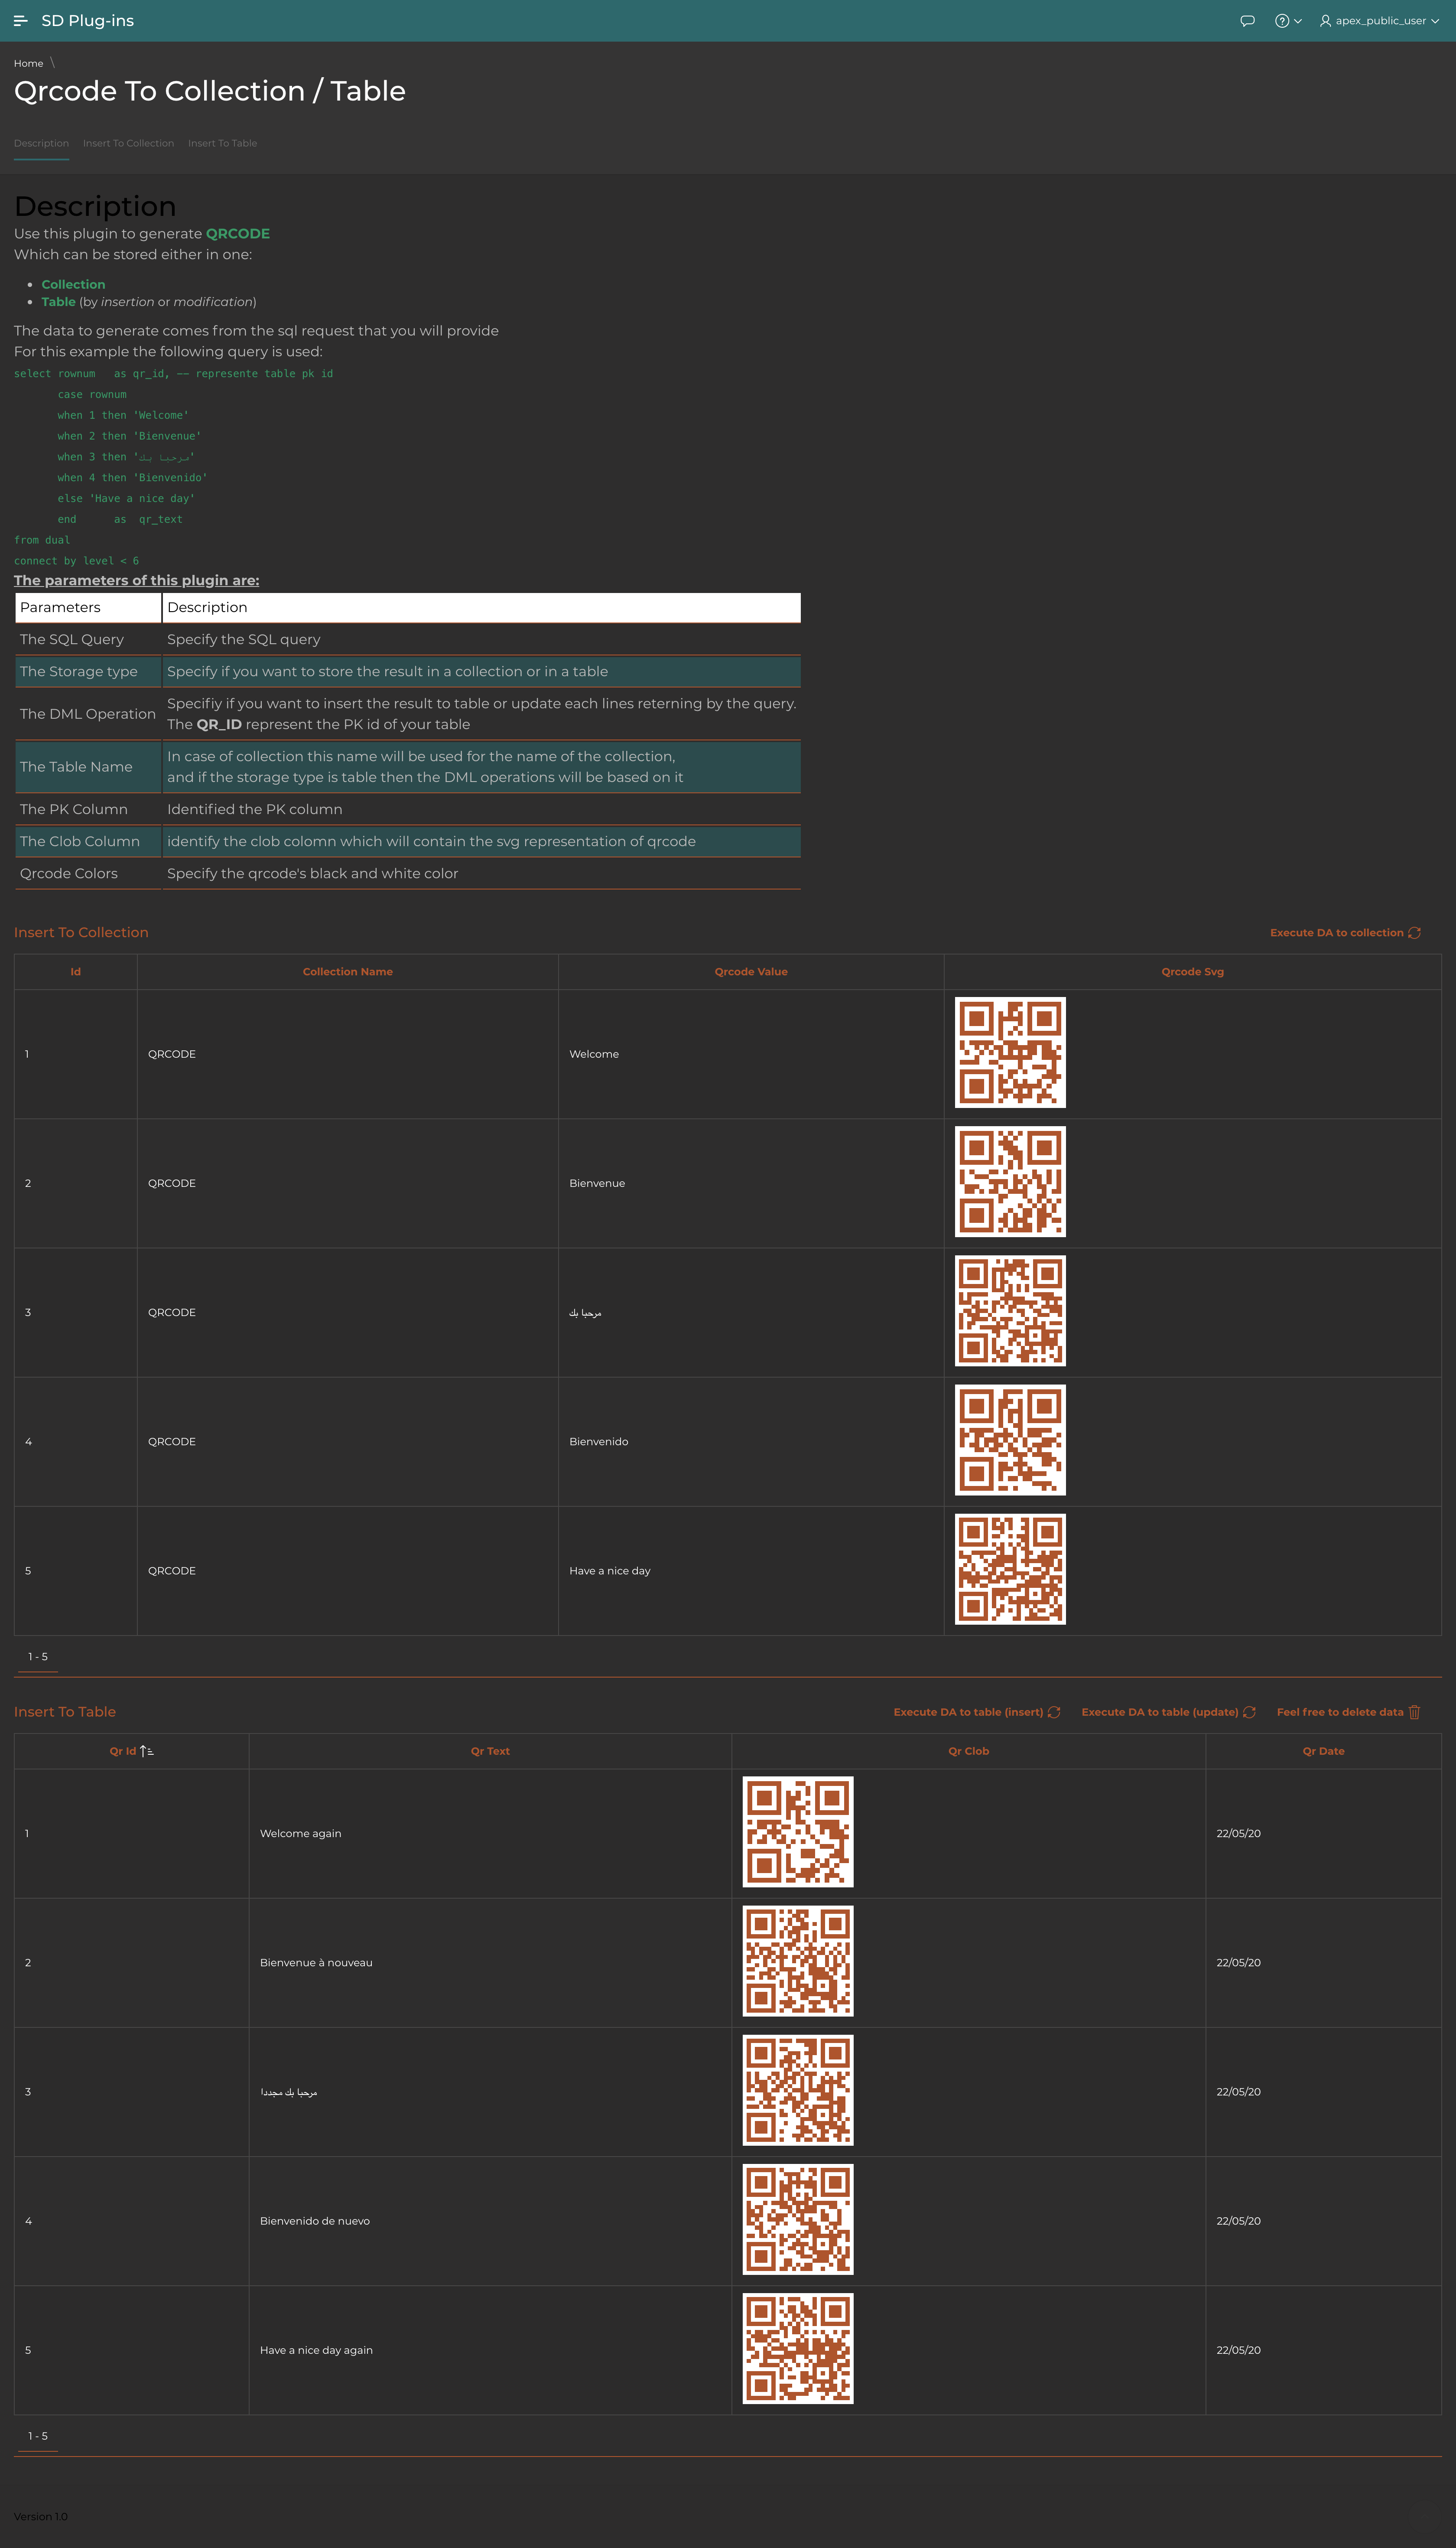 SD Plug-ins
apex_public_user
Home \
Qrcode To Collection / Table
Description Insert To Collection Insert To Table
Description
Use this plugin to generate QRCODE
Which can be stored either in one:
Collection
Table (by insertion or modification)
The data to generate comes from the sql request that you will provide
For this example the following query is used:
select rownum   as qr_id, -- represente table pk id
       case rownum
       when 1 then 'Welcome'
       when 2 then 'Bienvenue'
       when 3 then 'مرحبا بك'
       when 4 then 'Bienvenido'
       else 'Have a nice day'
       end      as  qr_text
from dual
connect by level < 6
The parameters of this plugin are:
Parameters Description
The SQL Query Specify the SQL query
The Storage type Specify if you want to store the result in a collection or in a table
The DML Operation Specifiy if you want to insert the result to table or update each lines reterning by the query.
The QR_ID represent the PK id of your table
The Table Name In case of collection this name will be used for the name of the collection,
and if the storage type is table then the DML operations will be based on it
The PK Column Identified the PK column
The Clob Column identify the clob colomn which will contain the svg representation of qrcode
Qrcode Colors Specify the qrcode's black and white color
Insert To Collection Execute DA to collection
Id Collection Name Qrcode Value Qrcode Svg
1 QRCODE Welcome
2 QRCODE Bienvenue
3 QRCODE مرحبا بك
4 QRCODE Bienvenido
5 QRCODE Have a nice day
1 - 5
Insert To Table Execute DA to table (insert) Execute DA to table (update) Feel free to delete data
Qr Id Qr Text Qr Clob Qr Date
1 Welcome again 22/05/20
2 Bienvenue à nouveau 22/05/20
3 مرحبا بك مجددا 22/05/20
4 Bienvenido de nuevo 22/05/20
5 Have a nice day again 22/05/20
1 - 5
Version 1.0